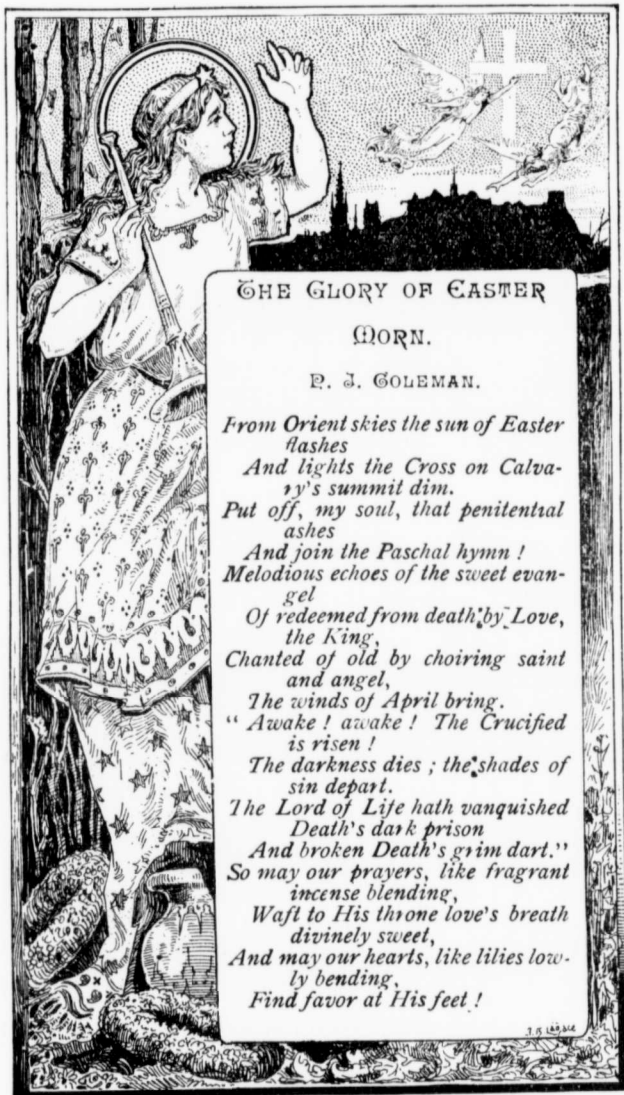 THE GLORY OF EASTER
MORN.
P. J. COLEMAN.
From Orient skies the sun of Easter
flashes
And lights the Cross on Calva-
ry's summit dim.
Put off, my soul, that penitential
ashes
And join the Paschal hymn !
Melodious echoes of the sweet evan-
gel
Of redeemed from death by Love,
the King,
Chanted of old by choiring saint
and angel,
The winds of April bring.
" Awake ! awake ! The Crucified
is risen !
The darkness dies ; the shades of
sin depart.
The Lord of Life hath vanquished
Death's dark prison
And broken Death's grim dart."
So may our prayers, like fragrant
incense blending,
Waft to His throne love's breath
divinely sweet,
And may our hearts, like lilies low-
ly bending,
Find favor at His feet !